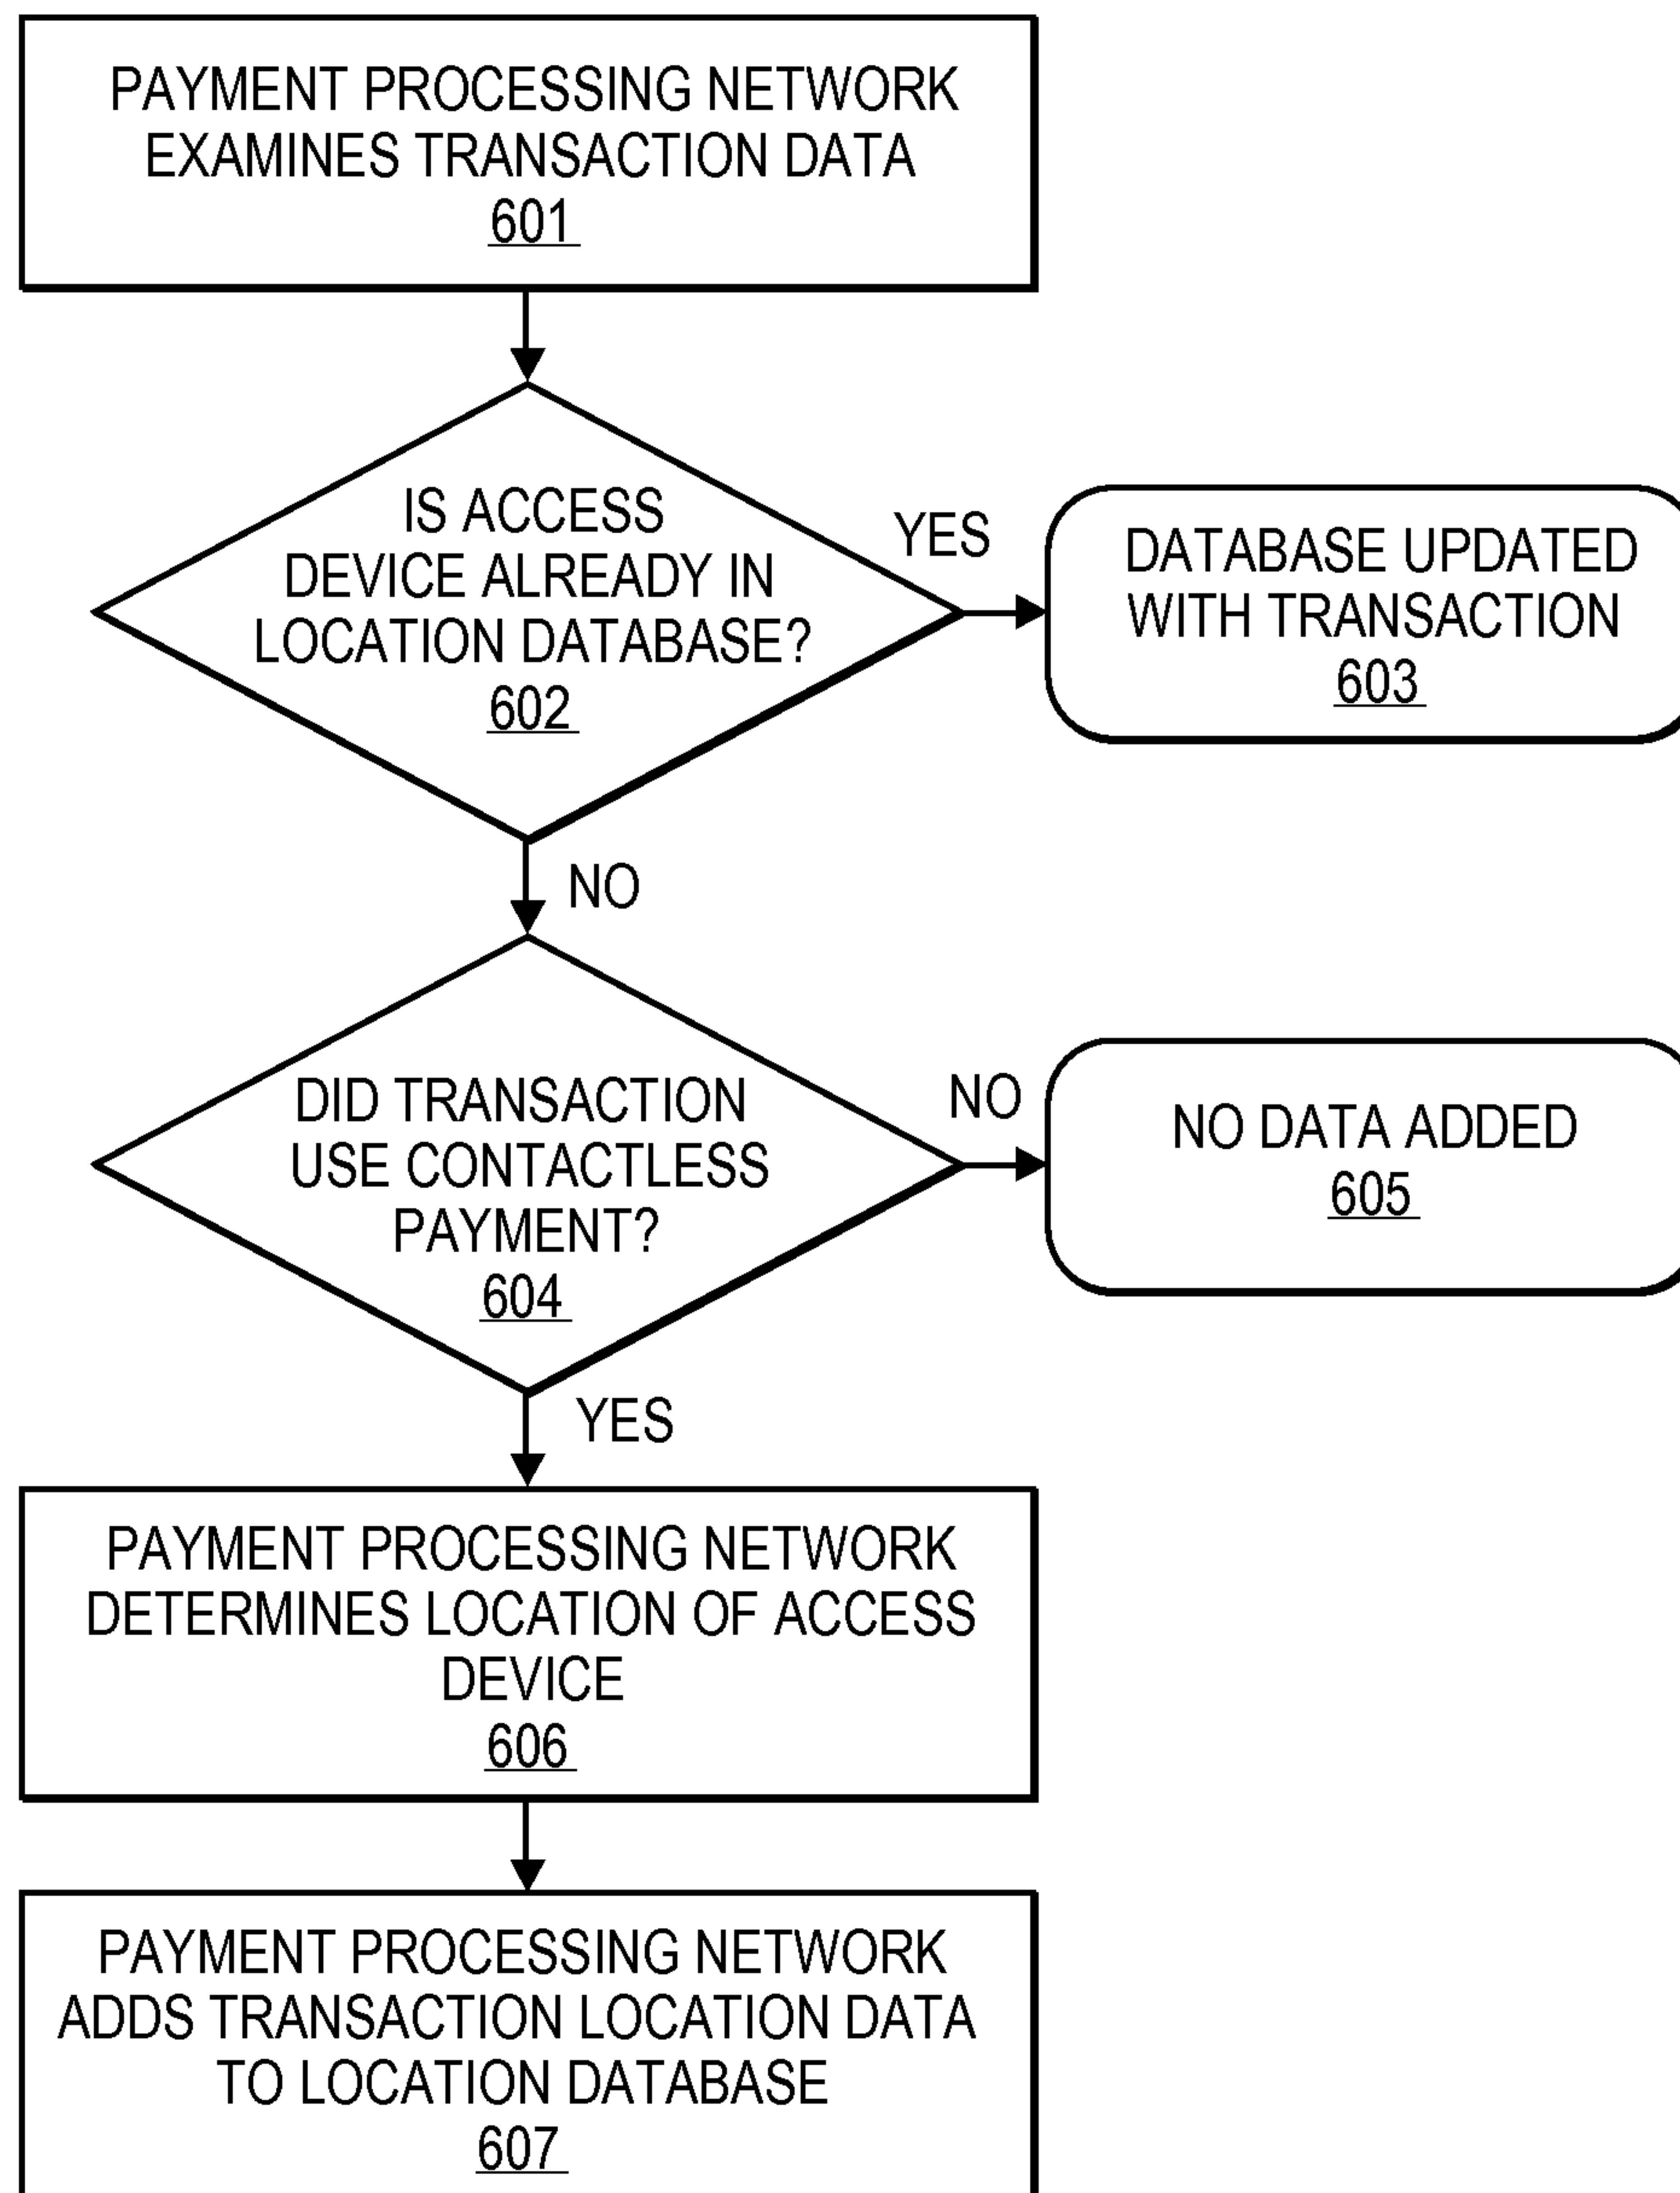 PAYMENT PROCESSING NETWORK
EXAMINES TRANSACTION DATA
601
IS ACCESS
DEVICE ALREADY IN
LOCATION DATABASE?
602
YES
DATABASE UPDATED
WITH TRANSACTION
603
NO
DID TRANSACTION
USE CONTACTLESS
PAYMENT?
604
NO
NO DATA ADDED
605
YES
PAYMENT PROCESSING NETWORK
DETERMINES LOCATION OF ACCESS
DEVICE
606
PAYMENT PROCESSING NETWORK
ADDS TRANSACTION LOCATION DATA
TO LOCATION DATABASE
607